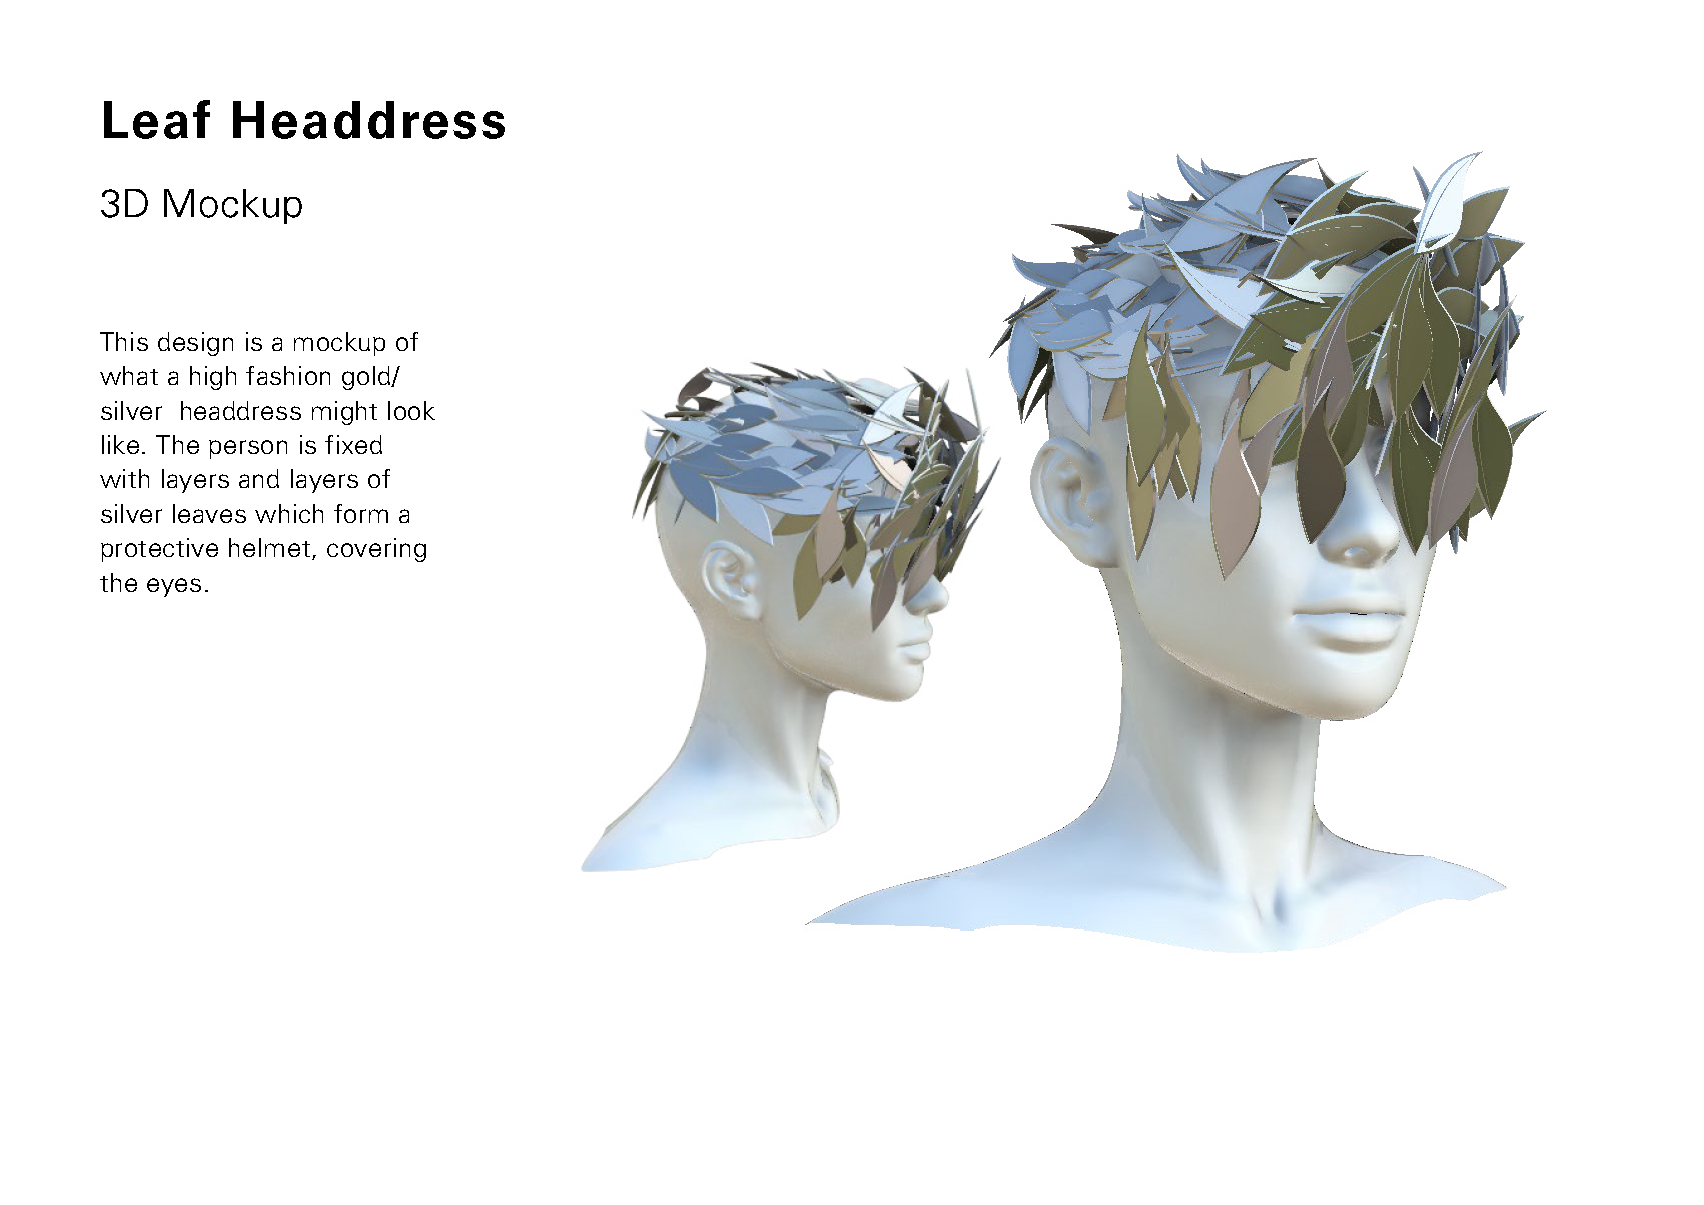 Leaf Headdress
3D Mockup
This design is a mockup of
what a high fashion gold/
silver  headdress might look
like. The person is fixed
with layers and layers of
silver leaves which form a
protective helmet, covering
the eyes.